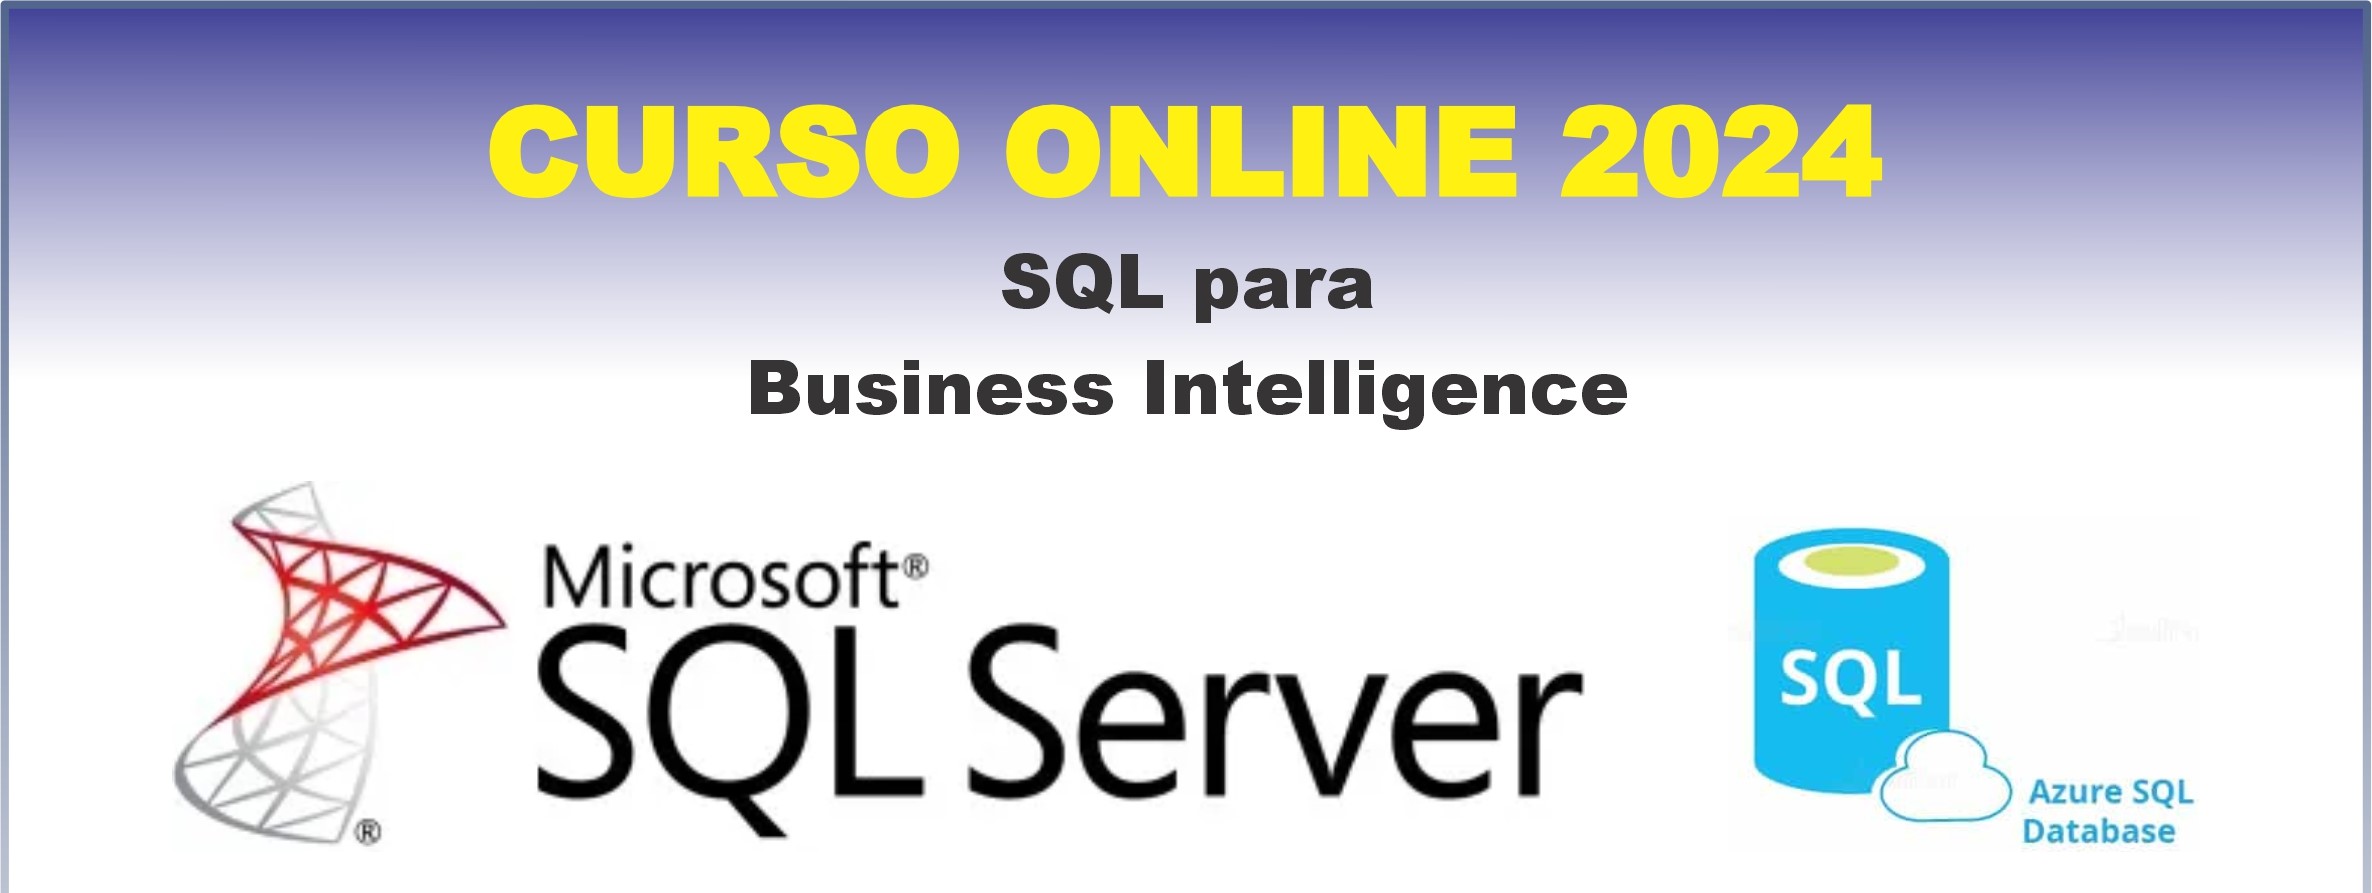 CURSO ONLINE 2024
SQL para
Business Intelligence
Microsoft®
SQL Server
®
SQL
Azure SQL
Database